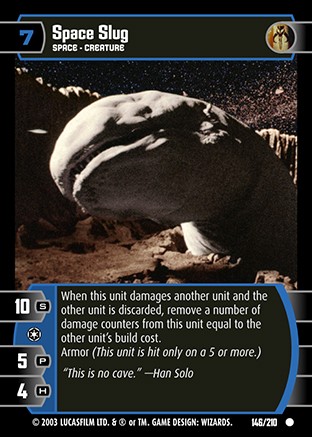 7
Space Slug
SPACE - CREATURE
10 S
When this unit damages another unit and the
other unit is discarded, remove a number of
damage counters from this unit equal to the
other unit's build cost.
Armor (This unit is hit only on a 5 or more.)
5 P
"This is no cave." —Han Solo
4 H
© 2003 LUCASFILM LTD. & ® or TM. GAME DESIGN: WIZARDS. 146/210